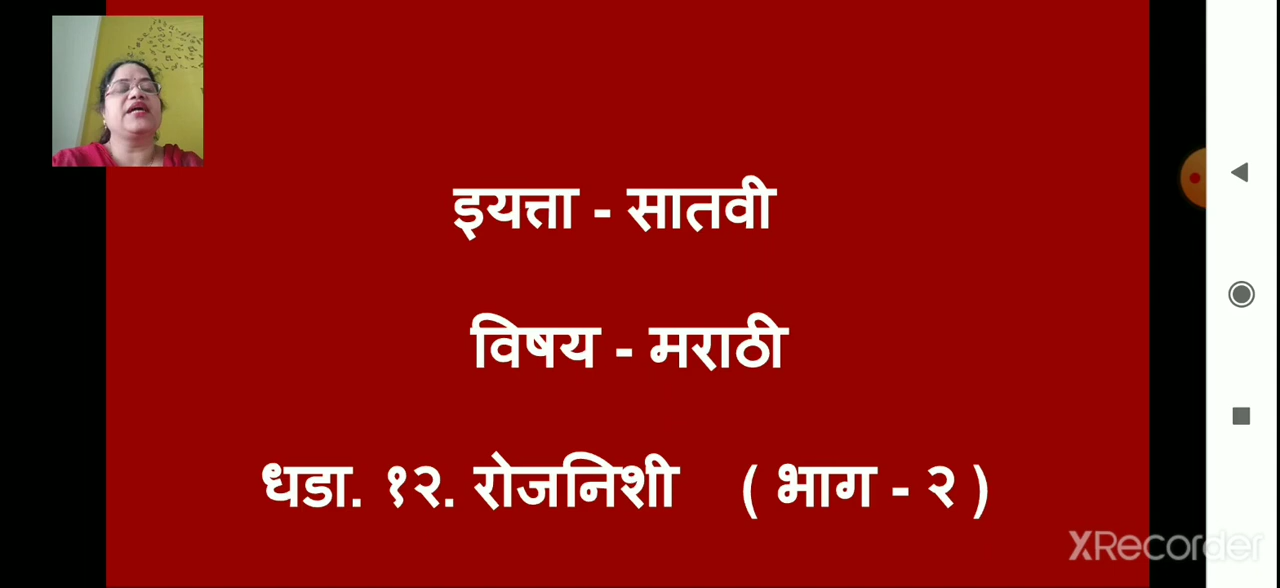 इयत्ता - सातवी
विषय - मराठी
धडा. १२. रोजनिशी ( भाग - २ )
XRecorder